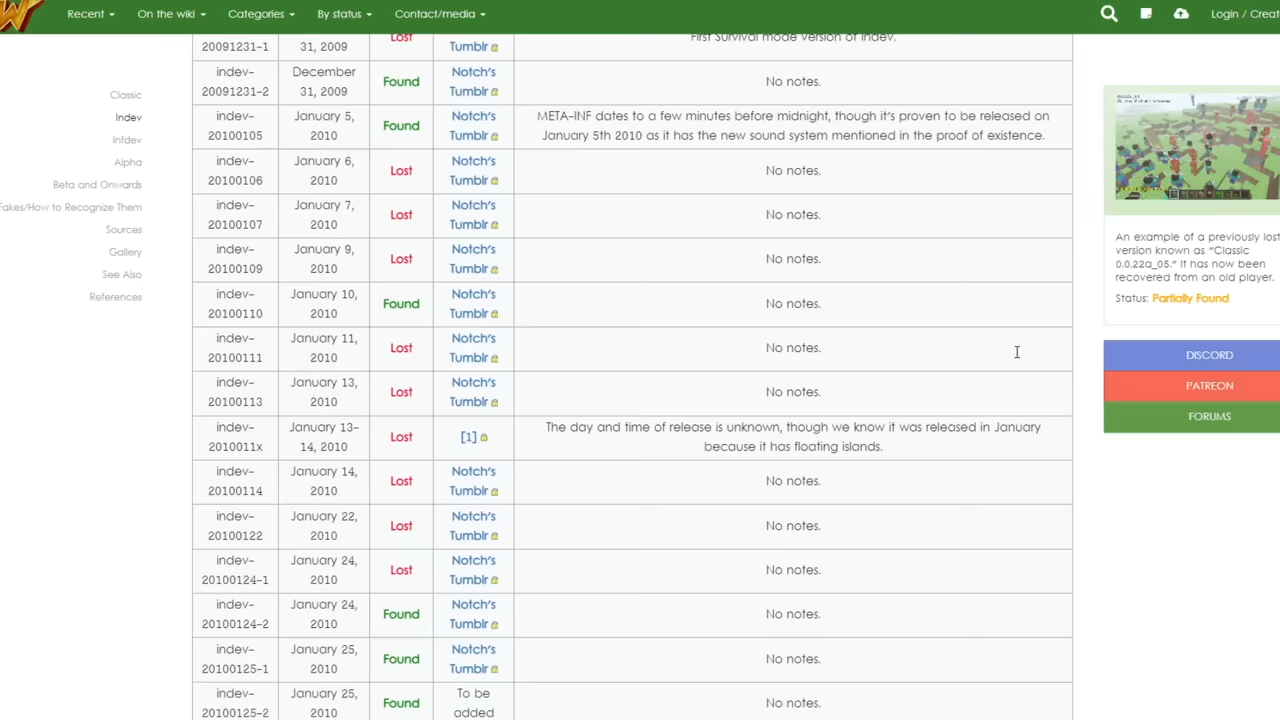 Recent
On the wiki
Categories
By status
Contact/media
Login / Creat
Classic
Indev
Infdev
Alpha
Beta and Onwards
Fakes/How to Recognize Them
Sources
Gallery
See Also
References
20091231-1
31, 2009
Lost
Tumblr
First Survival mode version of Indev.
indev-
20091231-2
December
31, 2009
Found
Notch's
Tumblr
No notes.
indev-
20100105
January 5,
2010
Found
Notch's
Tumblr
META-INF dates to a few minutes before midnight, though it's proven to be released on
January 5th 2010 as it has the new sound system mentioned in the proof of existence.
indev-
20100106
January 6,
2010
Lost
Notch's
Tumblr
No notes.
indev-
20100107
January 7,
2010
Lost
Notch's
Tumblr
No notes.
indev-
20100109
January 9,
2010
Lost
Notch's
Tumblr
No notes.
indev-
20100110
January 10,
2010
Found
Notch's
Tumblr
No notes.
indev-
20100111
January 11,
2010
Lost
Notch's
Tumblr
No notes.
indev-
20100113
January 13,
2010
Lost
Notch's
Tumblr
No notes.
indev-
2010011x
January 13-
14, 2010
Lost
[1]
The day and time of release is unknown, though we know it was released in January
because it has floating islands.
indev-
20100114
January 14,
2010
Lost
Notch's
Tumblr
No notes.
indev-
20100122
January 22,
2010
Lost
Notch's
Tumblr
No notes.
indev-
20100124-1
January 24,
2010
Lost
Notch's
Tumblr
No notes.
indev-
20100124-2
January 24,
2010
Found
Notch's
Tumblr
No notes.
indev-
20100125-1
January 25,
2010
Found
Notch's
Tumblr
No notes.
indev-
20100125-2
January 25,
2010
Found
To be
added
No notes.
An example of a previously lost
version known as "Classic
0.0.22a_05." It has now been
recovered from an old player.
Status: Partially Found
DISCORD
PATREON
FORUMS